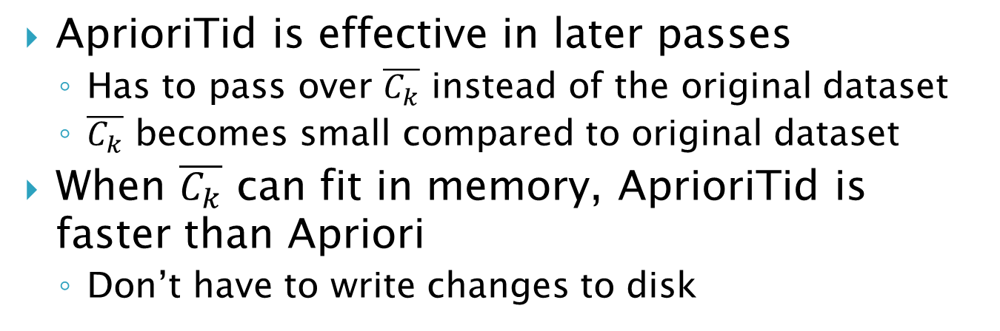 ▸ AprioriTid is effective in later passes
◦ Has to pass over $\overline{C_k}$ instead of the original dataset
◦ $\overline{C_k}$ becomes small compared to original dataset
▸ When $\overline{C_k}$ can fit in memory, AprioriTid is
faster than Apriori
◦ Don’t have to write changes to disk